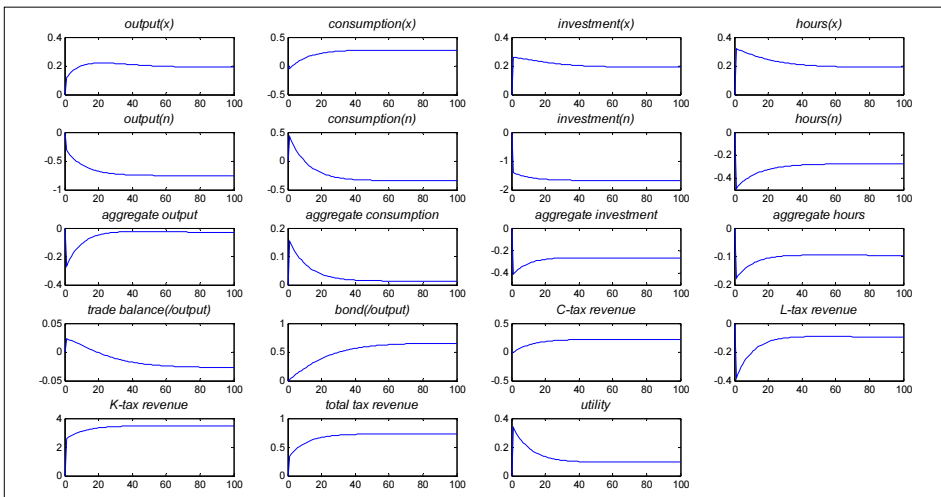 output(x) consumption(x) investment(x) hours(x)
0.4 0.5 0.4 0.4
0.2 0 0.2 0.2
0 -0.5 0 0
0 20 40 60 80 100 0 20 40 60 80 100 0 20 40 60 80 100 0 20 40 60 80 100
output(n) consumption(n) investment(n) hours(n)
0 0.5 0 0
-0.5 0 -1 -0.2
-0.4
-1 -0.5 -2
0 20 40 60 80 100 0 20 40 60 80 100 0 20 40 60 80 100 0 20 40 60 80 100
aggregate output aggregate consumption aggregate investment aggregate hours
0 0.2 0 0
-0.2 0.1 -0.2 -0.1
-0.4
-0.4 0 -0.2
0 20 40 60 80 100 0 20 40 60 80 100 0 20 40 60 80 100 0 20 40 60 80 100
trade balance(/output) bond(/output) C-tax revenue L-tax revenue
0.05 1 0.5 0
0 0.5 0 -0.2
-0.05 0 -0.5 -0.4
0 20 40 60 80 100 0 20 40 60 80 100 0 20 40 60 80 100 0 20 40 60 80 100
K-tax revenue total tax revenue utility
4 1 0.4
2 0.5 0.2
0 0 0
0 20 40 60 80 100 0 20 40 60 80 100 0 20 40 60 80 100